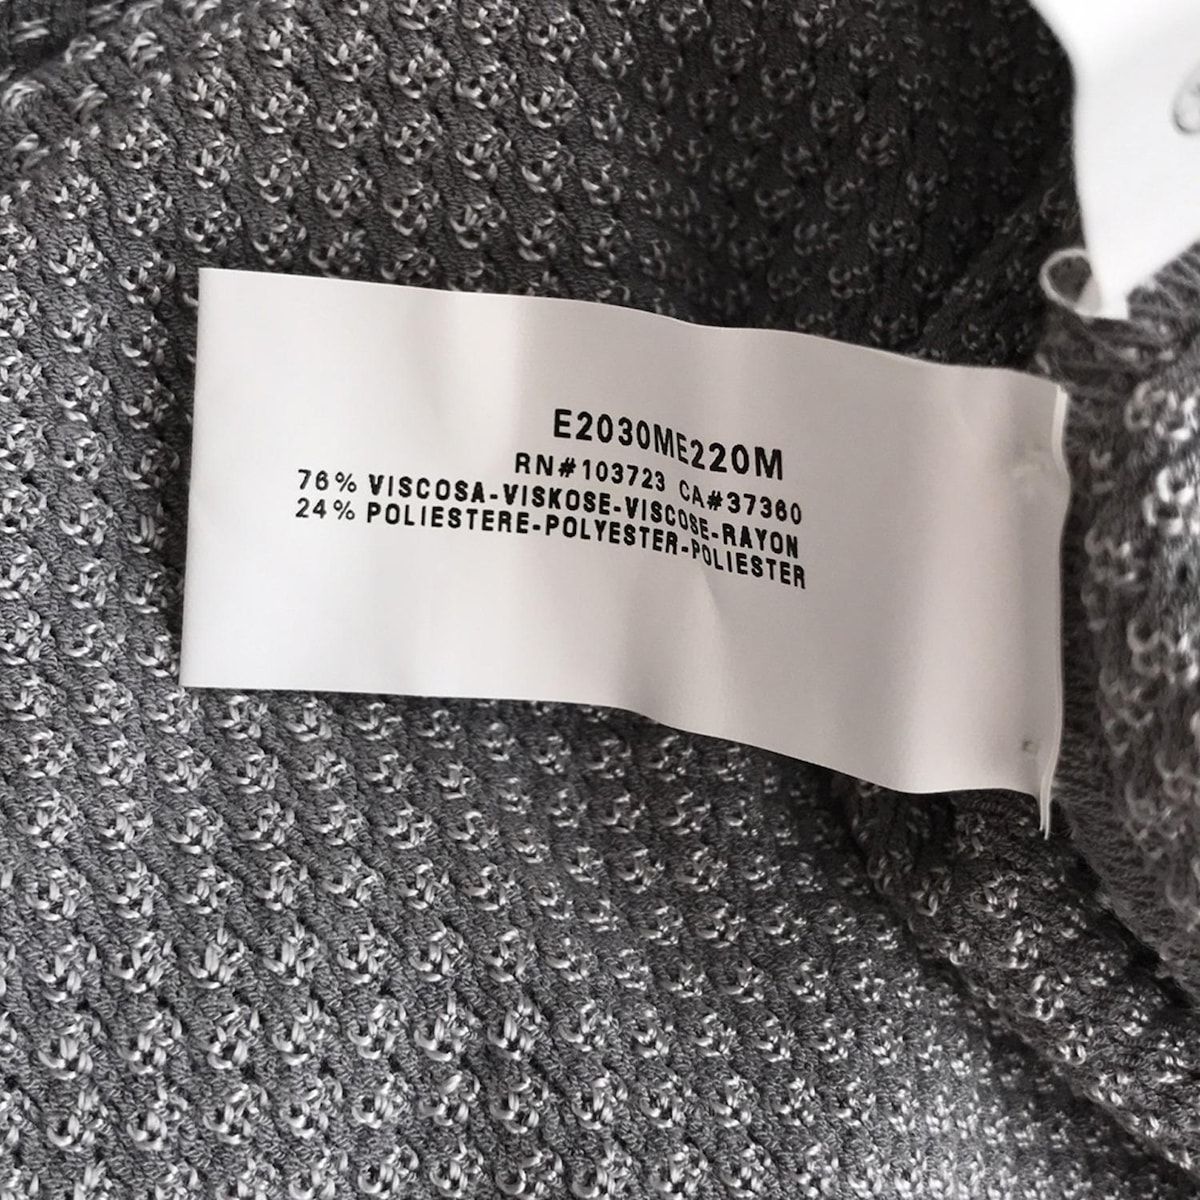 E2030ME220M
RN#103723 CA#37360
76% VISCOSA-VISKOSE-VISCOSE-RAYON
24% POLIESTERE-POLYESTER-POLIESTER